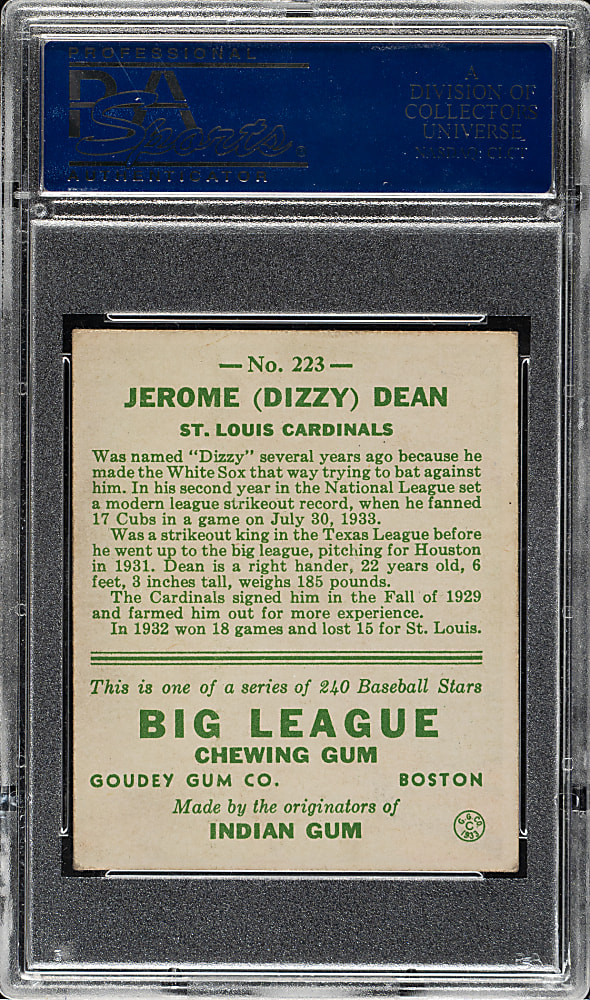 PROFESSIONAL
PSA
Sports
AUTHENTICATOR
A
DIVISION OF
COLLECTORS
UNIVERSE
NASDAQ: CLCT
— No. 223 —
JEROME (DIZZY) DEAN
ST. LOUIS CARDINALS
Was named "Dizzy" several years ago because he
made the White Sox that way trying to bat against
him. In his second year in the National League set
a modern league strikeout record, when he fanned
17 Cubs in a game on July 30, 1933.
Was a strikeout king in the Texas League before
he went up to the big league, pitching for Houston
in 1931. Dean is a right hander, 22 years old, 6
feet, 3 inches tall, weighs 185 pounds.
The Cardinals signed him in the Fall of 1929
and farmed him out for more experience.
In 1932 won 18 games and lost 15 for St. Louis.
This is one of a series of 240 Baseball Stars
BIG LEAGUE
CHEWING GUM
GOUDEY GUM CO. BOSTON
Made by the originators of
INDIAN GUM
G.G.CO.
C
1933